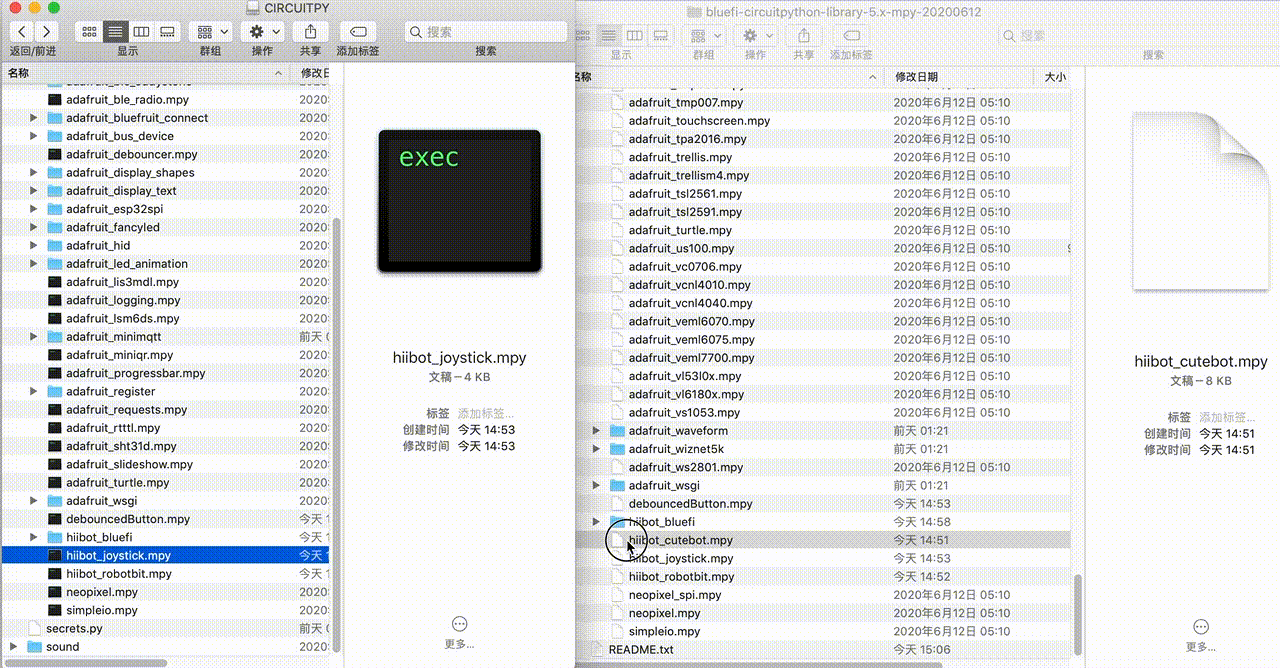 CIRCUITPY
返回/前进
显示
群组
操作
共享
添加标签
搜索
搜索
名称
修改日
adafruit_ble_radio.mpy 2020
adafruit_bluefruit_connect 2020
adafruit_bus_device 2020
adafruit_debouncer.mpy 2020
adafruit_display_shapes 2020
adafruit_display_text 2020
adafruit_esp32spi 2020
adafruit_fancyled 2020
adafruit_hid 2020
adafruit_led_animation 2020
adafruit_lis3mdl.mpy 2020
adafruit_logging.mpy 2020
adafruit_lsm6ds.mpy 2020
adafruit_minimqtt 前天
adafruit_miniqr.mpy 2020
adafruit_progressbar.mpy 2020
adafruit_register 2020
adafruit_requests.mpy 2020
adafruit_rtttl.mpy 2020
adafruit_sht31d.mpy 2020
adafruit_slideshow.mpy 2020
adafruit_turtle.mpy 2020
adafruit_wsgi 2020
debouncedButton.mpy 今天 1
hiibot_bluefi 今天 1
hiibot_joystick.mpy 今天 1
hiibot_robotbit.mpy 今天 1
neopixel.mpy 2020
simpleio.mpy 2020
secrets.py 前天
sound 2020
exec
hiibot_joystick.mpy
文稿 – 4 KB
标签 添加标签...
创建时间 今天 14:53
修改时间 今天 14:53
更多...
bluefi-circuitpython-library-5.x-mpy-20200612
显示
群组
操作
共享
添加标签
搜索
搜索
名称
修改日期
大小
adafruit_tmp007.mpy 2020年6月12日 05:10
adafruit_touchscreen.mpy 2020年6月12日 05:10
adafruit_tpa2016.mpy 2020年6月12日 05:10
adafruit_trellis.mpy 2020年6月12日 05:10
adafruit_trellism4.mpy 2020年6月12日 05:10
adafruit_tsl2561.mpy 2020年6月12日 05:10
adafruit_tsl2591.mpy 2020年6月12日 05:10
adafruit_turtle.mpy 2020年6月12日 05:10
adafruit_us100.mpy 2020年6月12日 05:10
adafruit_vc0706.mpy 2020年6月12日 05:10
adafruit_vcnl4010.mpy 2020年6月12日 05:10
adafruit_vcnl4040.mpy 2020年6月12日 05:10
adafruit_veml6070.mpy 2020年6月12日 05:10
adafruit_veml6075.mpy 2020年6月12日 05:10
adafruit_veml7700.mpy 2020年6月12日 05:10
adafruit_vl53l0x.mpy 2020年6月12日 05:10
adafruit_vl6180x.mpy 2020年6月12日 05:10
adafruit_vs1053.mpy 2020年6月12日 05:10
adafruit_waveform 前天 01:21
adafruit_wiznet5k 前天 01:21
adafruit_ws2801.mpy 2020年6月12日 05:10
adafruit_wsgi 前天 01:21
debouncedButton.mpy 今天 14:53
hiibot_bluefi 今天 14:58
hiibot_cutebot.mpy 今天 14:51
hiibot_joystick.mpy 今天 14:53
hiibot_robotbit.mpy 今天 14:52
neopixel_spi.mpy 2020年6月12日 05:10
neopixel.mpy 2020年6月12日 05:10
simpleio.mpy 2020年6月12日 05:10
README.txt 今天 15:06
hiibot_cutebot.mpy
文稿 – 8 KB
标签 添加标签...
创建时间 今天 14:51
修改时间 今天 14:51
更多...